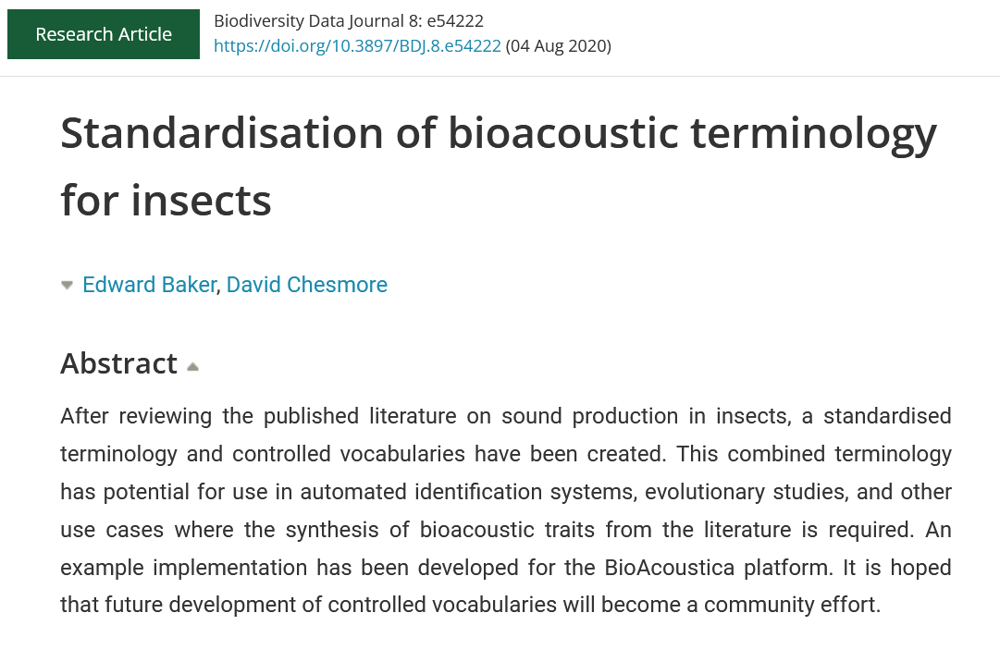 Research Article
Biodiversity Data Journal 8: e54222
https://doi.org/10.3897/BDJ.8.e54222 (04 Aug 2020)
Standardisation of bioacoustic terminology
for insects
Edward Baker, David Chesmore
Abstract
After reviewing the published literature on sound production in insects, a standardised
terminology and controlled vocabularies have been created. This combined terminology
has potential for use in automated identification systems, evolutionary studies, and other
use cases where the synthesis of bioacoustic traits from the literature is required. An
example implementation has been developed for the BioAcoustica platform. It is hoped
that future development of controlled vocabularies will become a community effort.